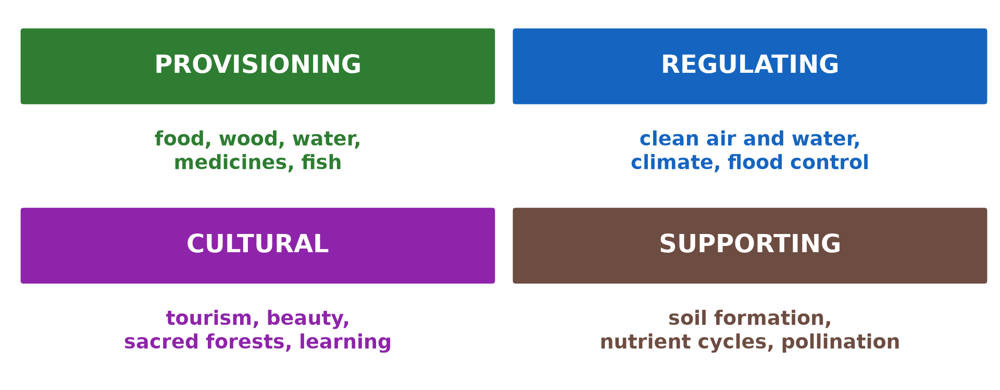 PROVISIONING
food, wood, water,
medicines, fish
REGULATING
clean air and water,
climate, flood control
CULTURAL
tourism, beauty,
sacred forests, learning
SUPPORTING
soil formation,
nutrient cycles, pollination